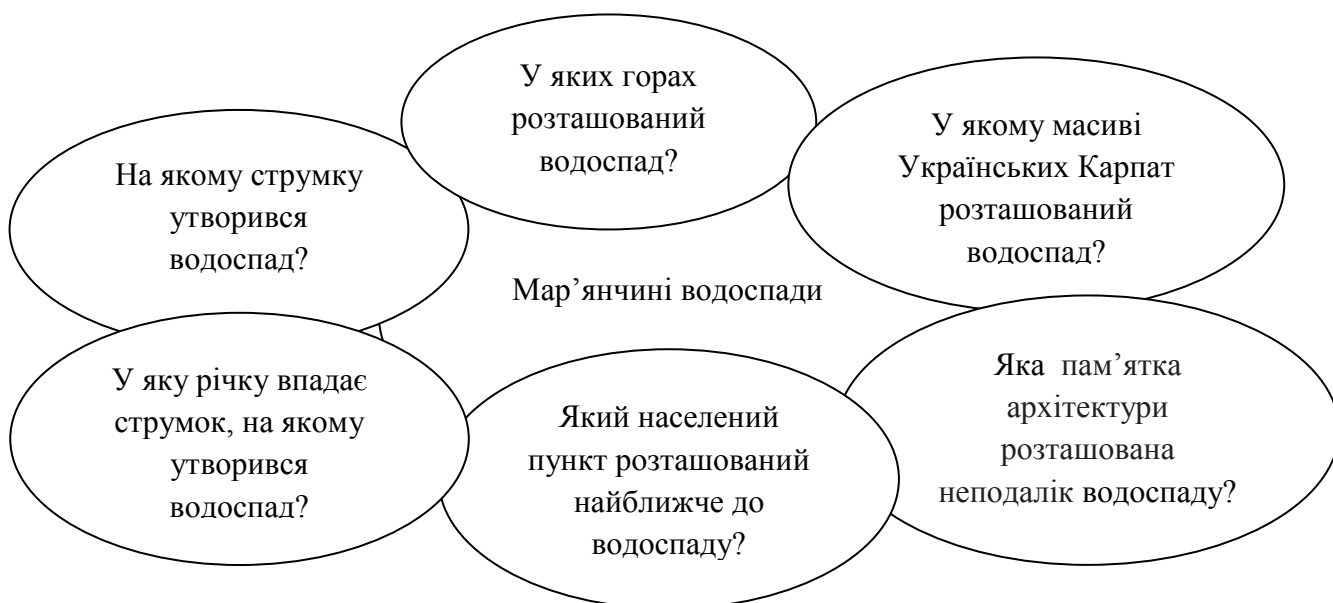 У яких горах
розташований
водоспад?
У якому масиві
Українських Карпат
розташований
водоспад?
На якому струмку
утворився
водоспад?
Мар’янчині водоспади
Яка пам’ятка
архітектури
розташована
неподалік водоспаду?
У яку річку впадає
струмок, на якому
утворився
водоспад?
Який населений
пункт розташований
найближче до
водоспаду?